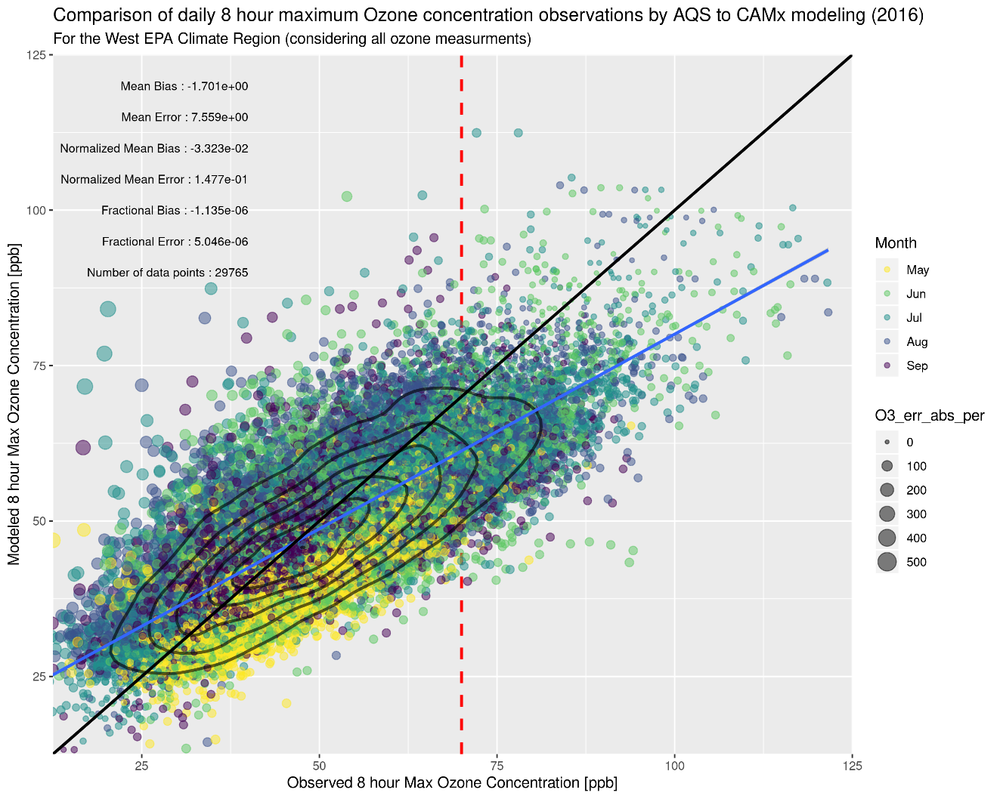 Comparison of daily 8 hour maximum Ozone concentration observations by AQS to CAMx modeling (2016)
For the West EPA Climate Region (considering all ozone measurments)
125
100
75
50
25
Modeled 8 hour Max Ozone Concentration [ppb]
Mean Bias : -1.701e+00
Mean Error : 7.559e+00
Normalized Mean Bias : -3.323e-02
Normalized Mean Error : 1.477e-01
Fractional Bias : -1.135e-06
Fractional Error : 5.046e-06
Number of data points : 29765
25
50
75
100
125
Observed 8 hour Max Ozone Concentration [ppb]
Month
May
Jun
Jul
Aug
Sep
O3_err_abs_per
0
100
200
300
400
500